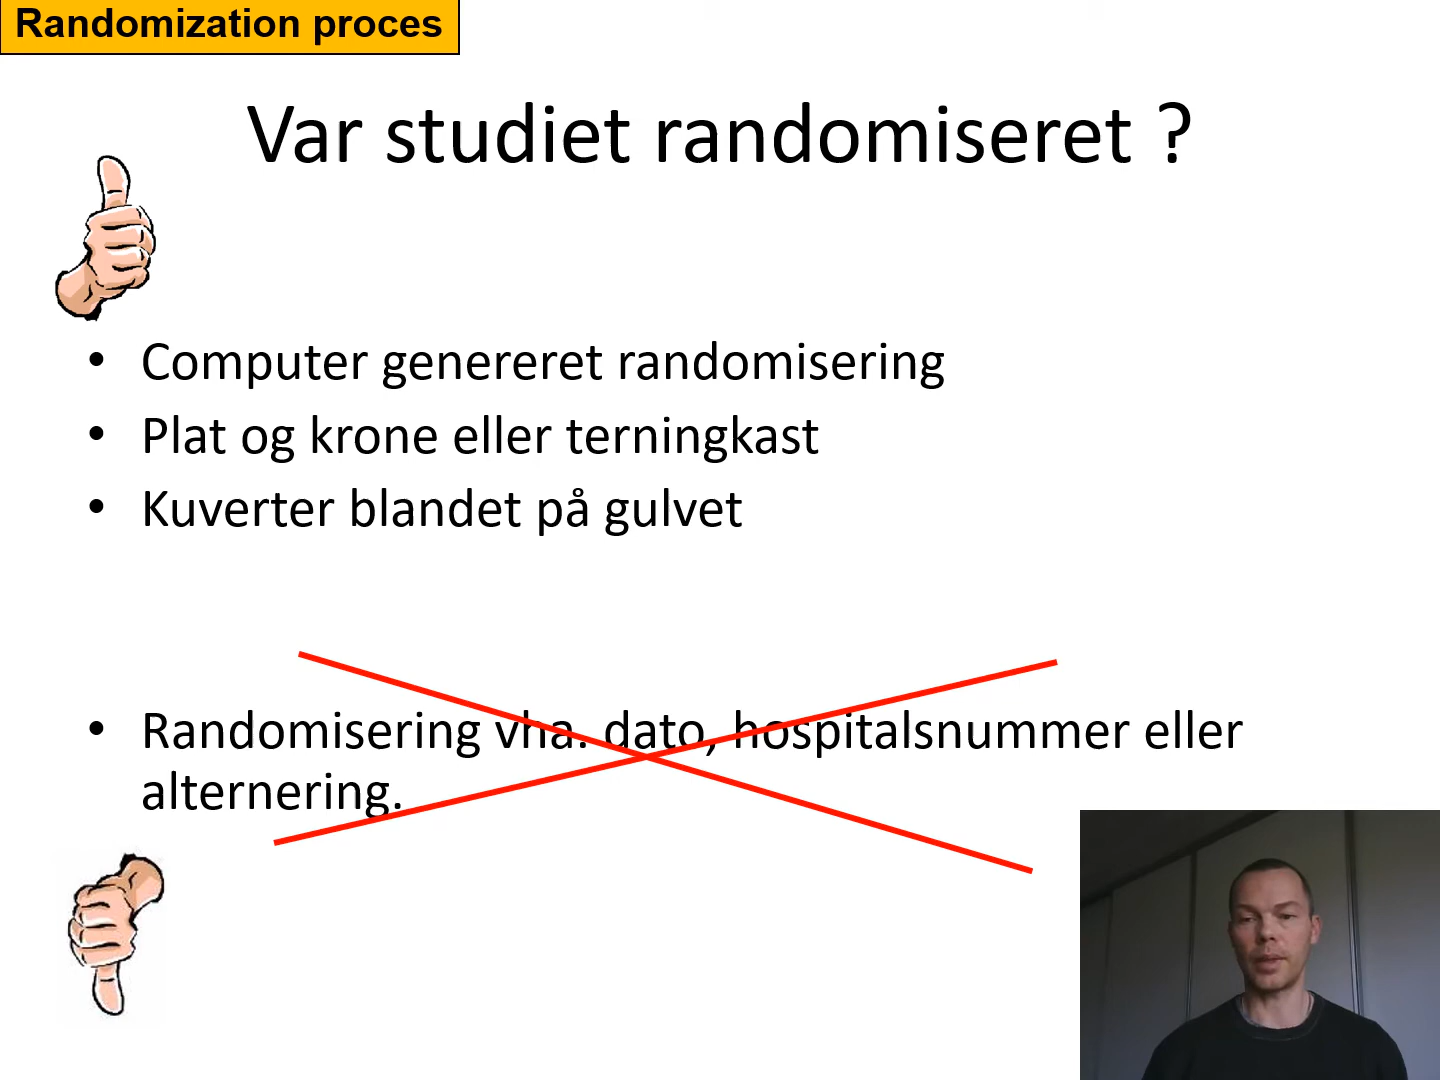 Randomization proces
Var studiet randomiseret ?
• Computer genereret randomisering
• Plat og krone eller terningkast
• Kuverter blandet på gulvet
• Randomisering vha. dato, hospitalsnummer eller
alternering.